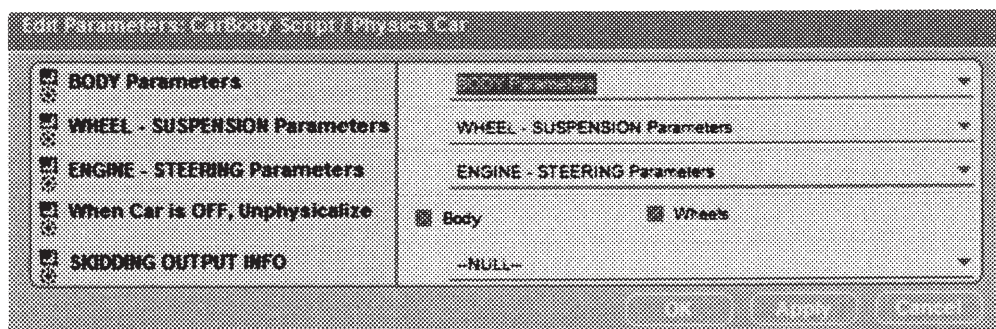 Edit Parameters: CarBody Script / Physics Car
BODY Parameters
BODY Parameters
WHEEL - SUSPENSION Parameters
WHEEL - SUSPENSION Parameters
ENGINE - STEERING Parameters
ENGINE - STEERING Parameters
When Car is OFF, Unphysicalize
Body
Wheels
SKIDDING OUTPUT INFO
--NULL--
OK
Apply
Cancel